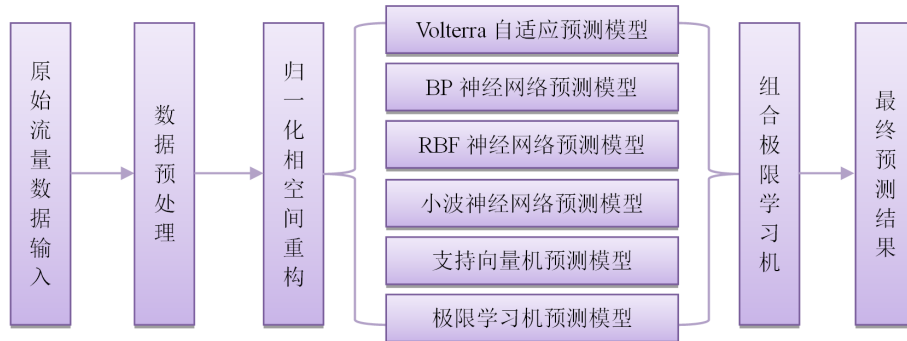 原始流量数据输入
数据预处理
归一化相空间重构
Volterra 自适应预测模型
BP 神经网络预测模型
RBF 神经网络预测模型
小波神经网络预测模型
支持向量机预测模型
极限学习机预测模型
组合极限学习机
最终预测结果